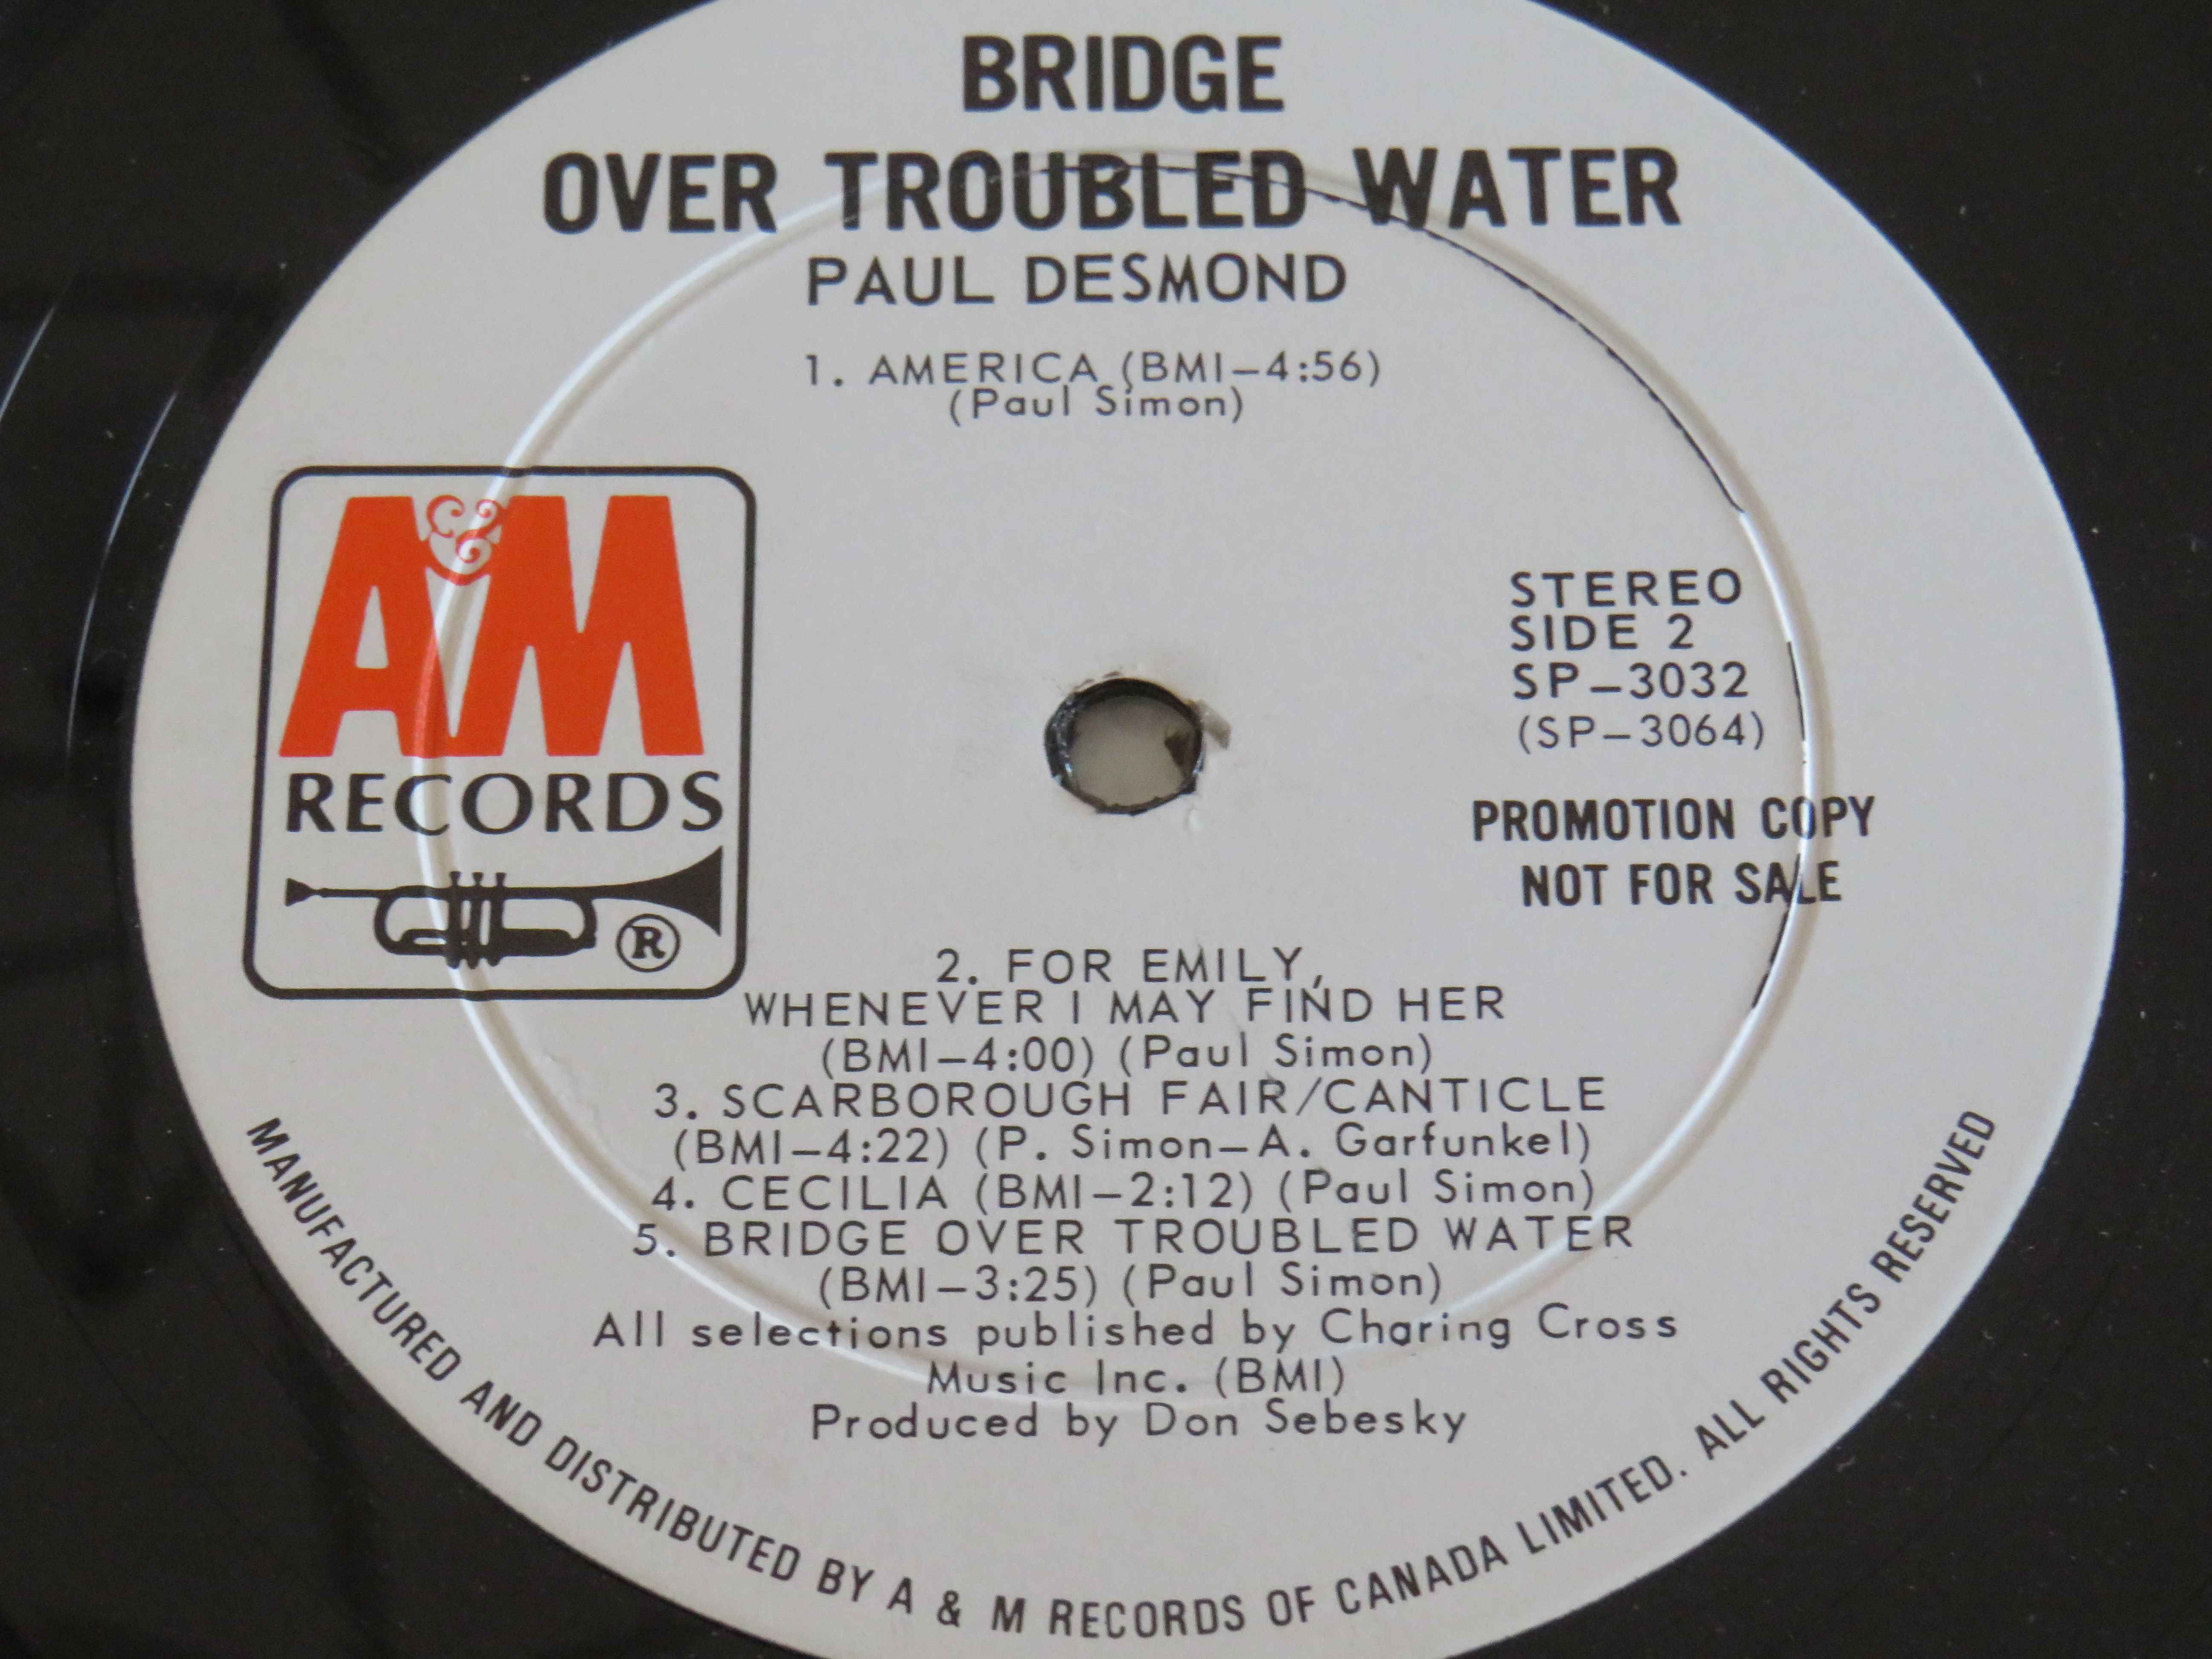 BRIDGE
OVER TROUBLED WATER
PAUL DESMOND
1. AMERICA (BMI–4:56)
(Paul Simon)
A&M
RECORDS
®
STEREO
SIDE 2
SP–3032
(SP–3064)
PROMOTION COPY
NOT FOR SALE
2. FOR EMILY,
WHENEVER I MAY FIND HER
(BMI–4:00) (Paul Simon)
3. SCARBOROUGH FAIR/CANTICLE
(BMI–4:22) (P. Simon–A. Garfunkel)
4. CECILIA (BMI–2:12) (Paul Simon)
5. BRIDGE OVER TROUBLED WATER
(BMI–3:25) (Paul Simon)
All selections published by Charing Cross
Music Inc. (BMI)
Produced by Don Sebesky
MANUFACTURED AND DISTRIBUTED BY A & M RECORDS OF CANADA LIMITED. ALL RIGHTS RESERVED